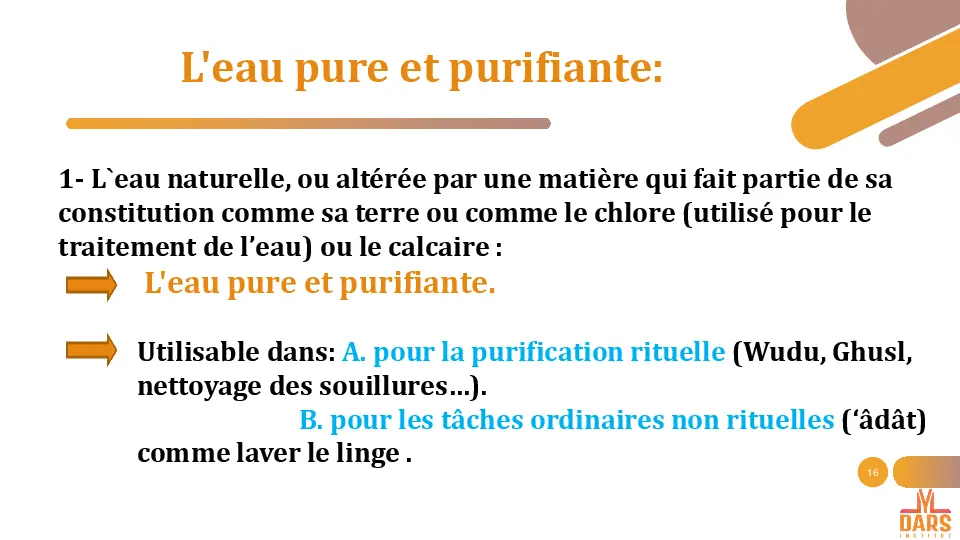 L'eau pure et purifiante:
1- L`eau naturelle, ou altérée par une matière qui fait partie de sa
constitution comme sa terre ou comme le chlore (utilisé pour le
traitement de l’eau) ou le calcaire :
L'eau pure et purifiante.
Utilisable dans: A. pour la purification rituelle (Wudu, Ghusl,
nettoyage des souillures…).
B. pour les tâches ordinaires non rituelles (‘âdât)
comme laver le linge .
16
DARS
INSTITUT